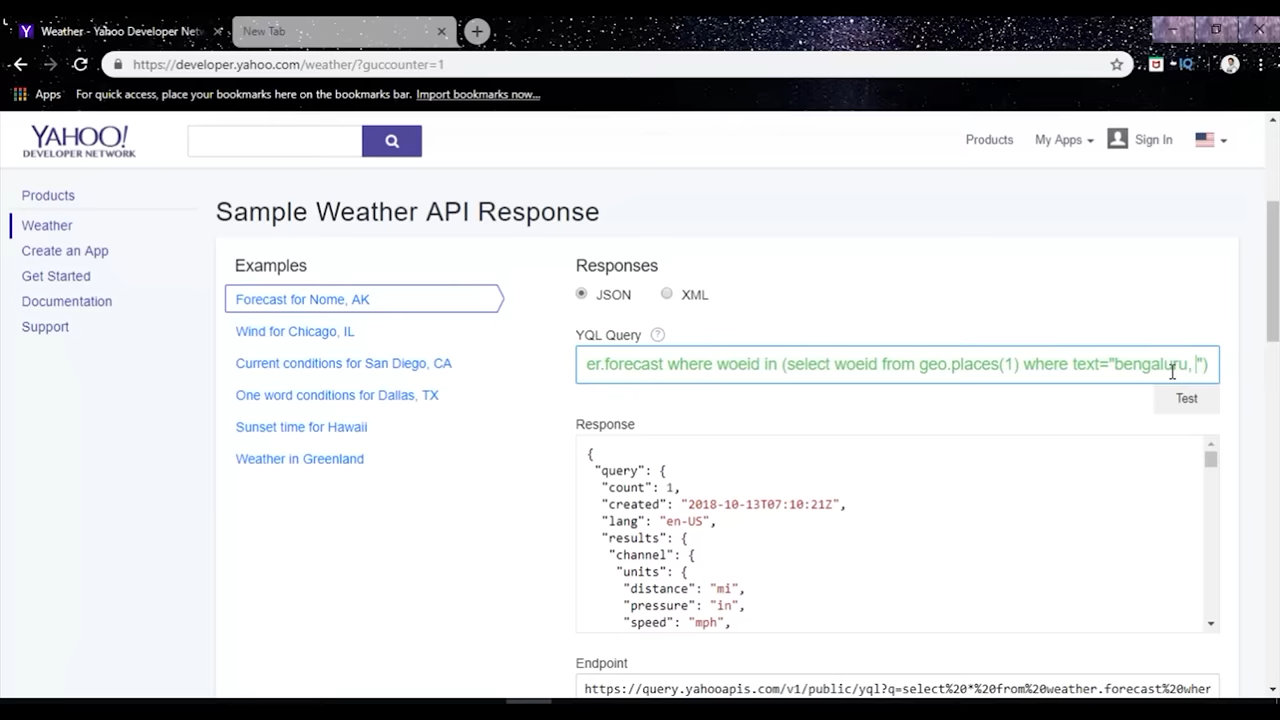 Weather - Yahoo Developer Net
New Tab
https://developer.yahoo.com/weather/?guccounter=1
Apps
For quick access, place your bookmarks here on the bookmarks bar. Import bookmarks now...
YAHOO!
DEVELOPER NETWORK
Products
My Apps
Sign In
Products
Weather
Create an App
Get Started
Documentation
Support
Sample Weather API Response
Examples
Forecast for Nome, AK
Wind for Chicago, IL
Current conditions for San Diego, CA
One word conditions for Dallas, TX
Sunset time for Hawaii
Weather in Greenland
Responses
JSON
XML
YQL Query ?
er.forecast where woeid in (select woeid from geo.places(1) where text="bengaluru, ")
Test
Response
{
"query": {
"count": 1,
"created": "2018-10-13T07:10:21Z",
"lang": "en-US",
"results": {
"channel": {
"units": {
"distance": "mi",
"pressure": "in",
"speed": "mph",
Endpoint
https://query.yahooapis.com/v1/public/yql?q=select%20*%20from%20weather.forecast%20wher